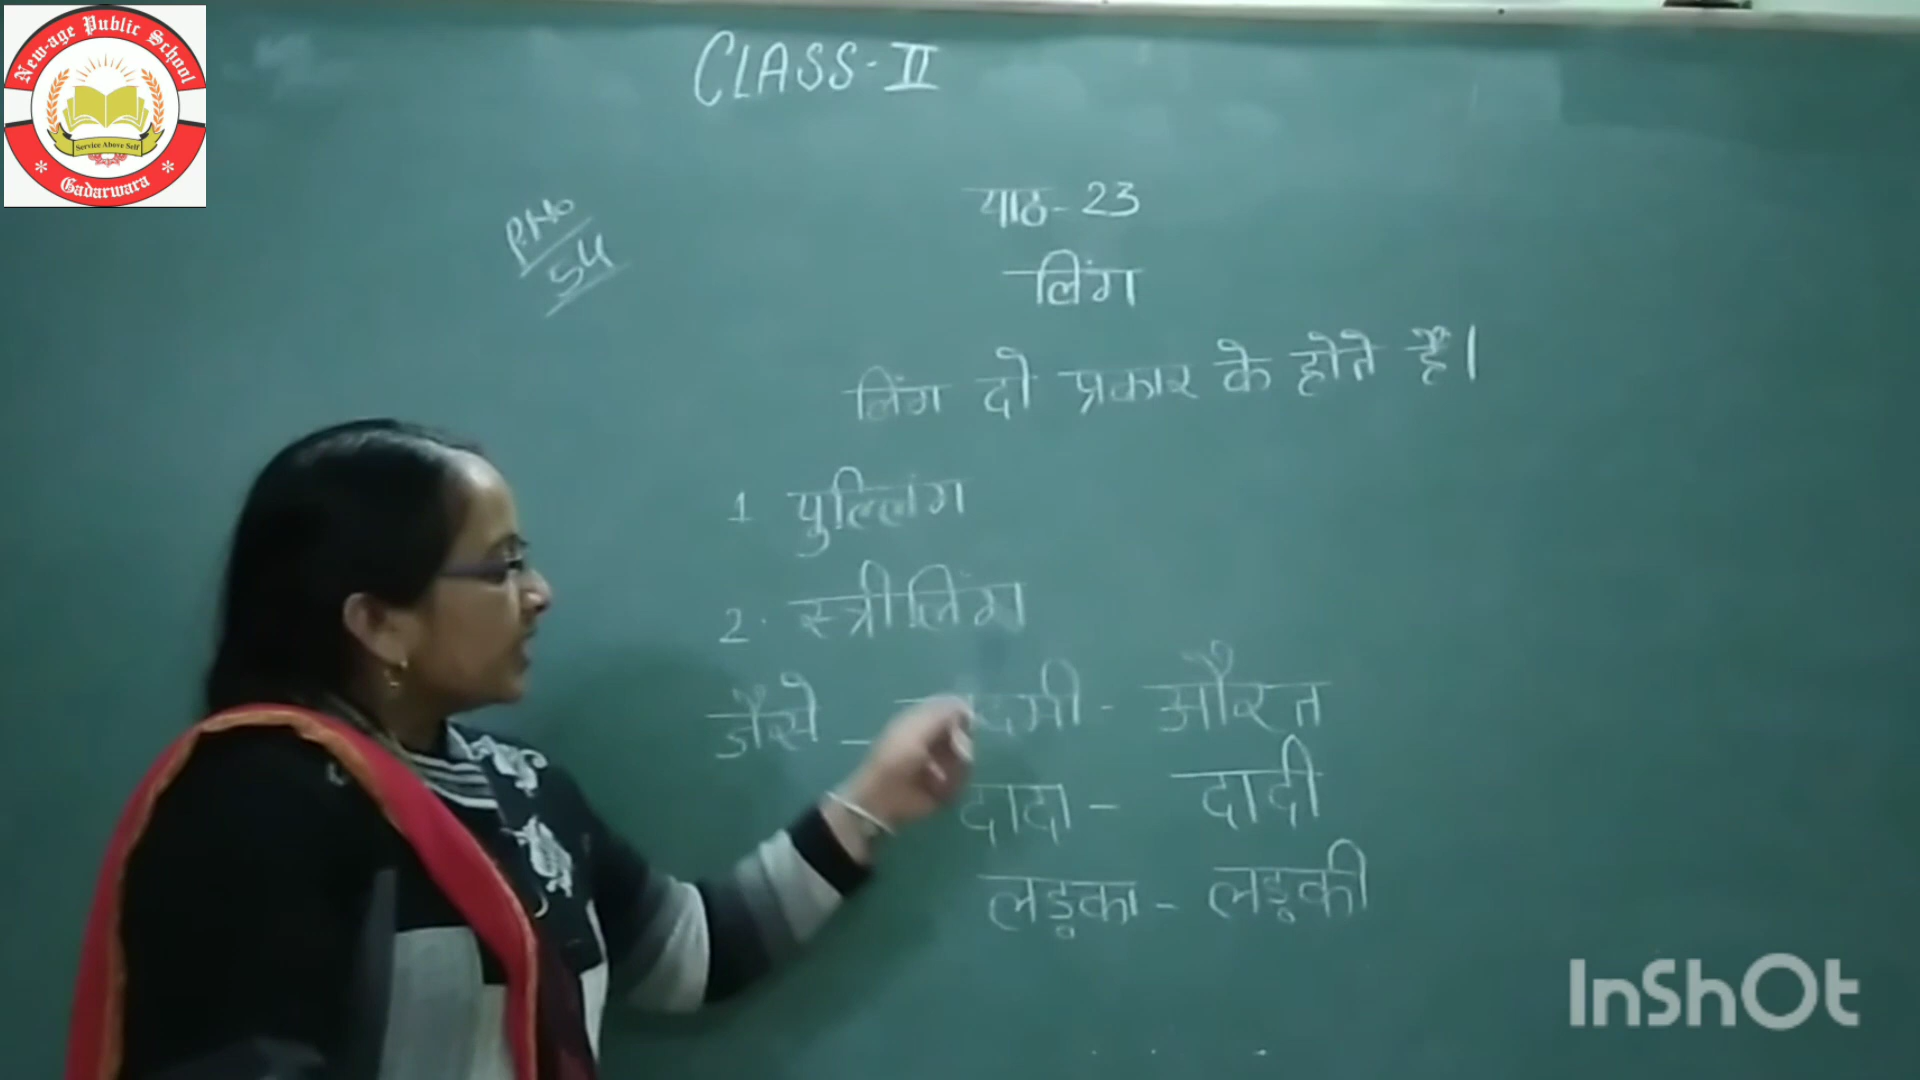 New-age Public School
Service Above Self
Gadarwara
CLASS-II
P.No
54
पाठ- 23
लिंग
लिंग दो प्रकार के होते हैं।
1 पुल्लिंग
2. स्त्रीलिंग
जैसे - - औरत
दादा - दादी
लड़का - लड़की
InShOt